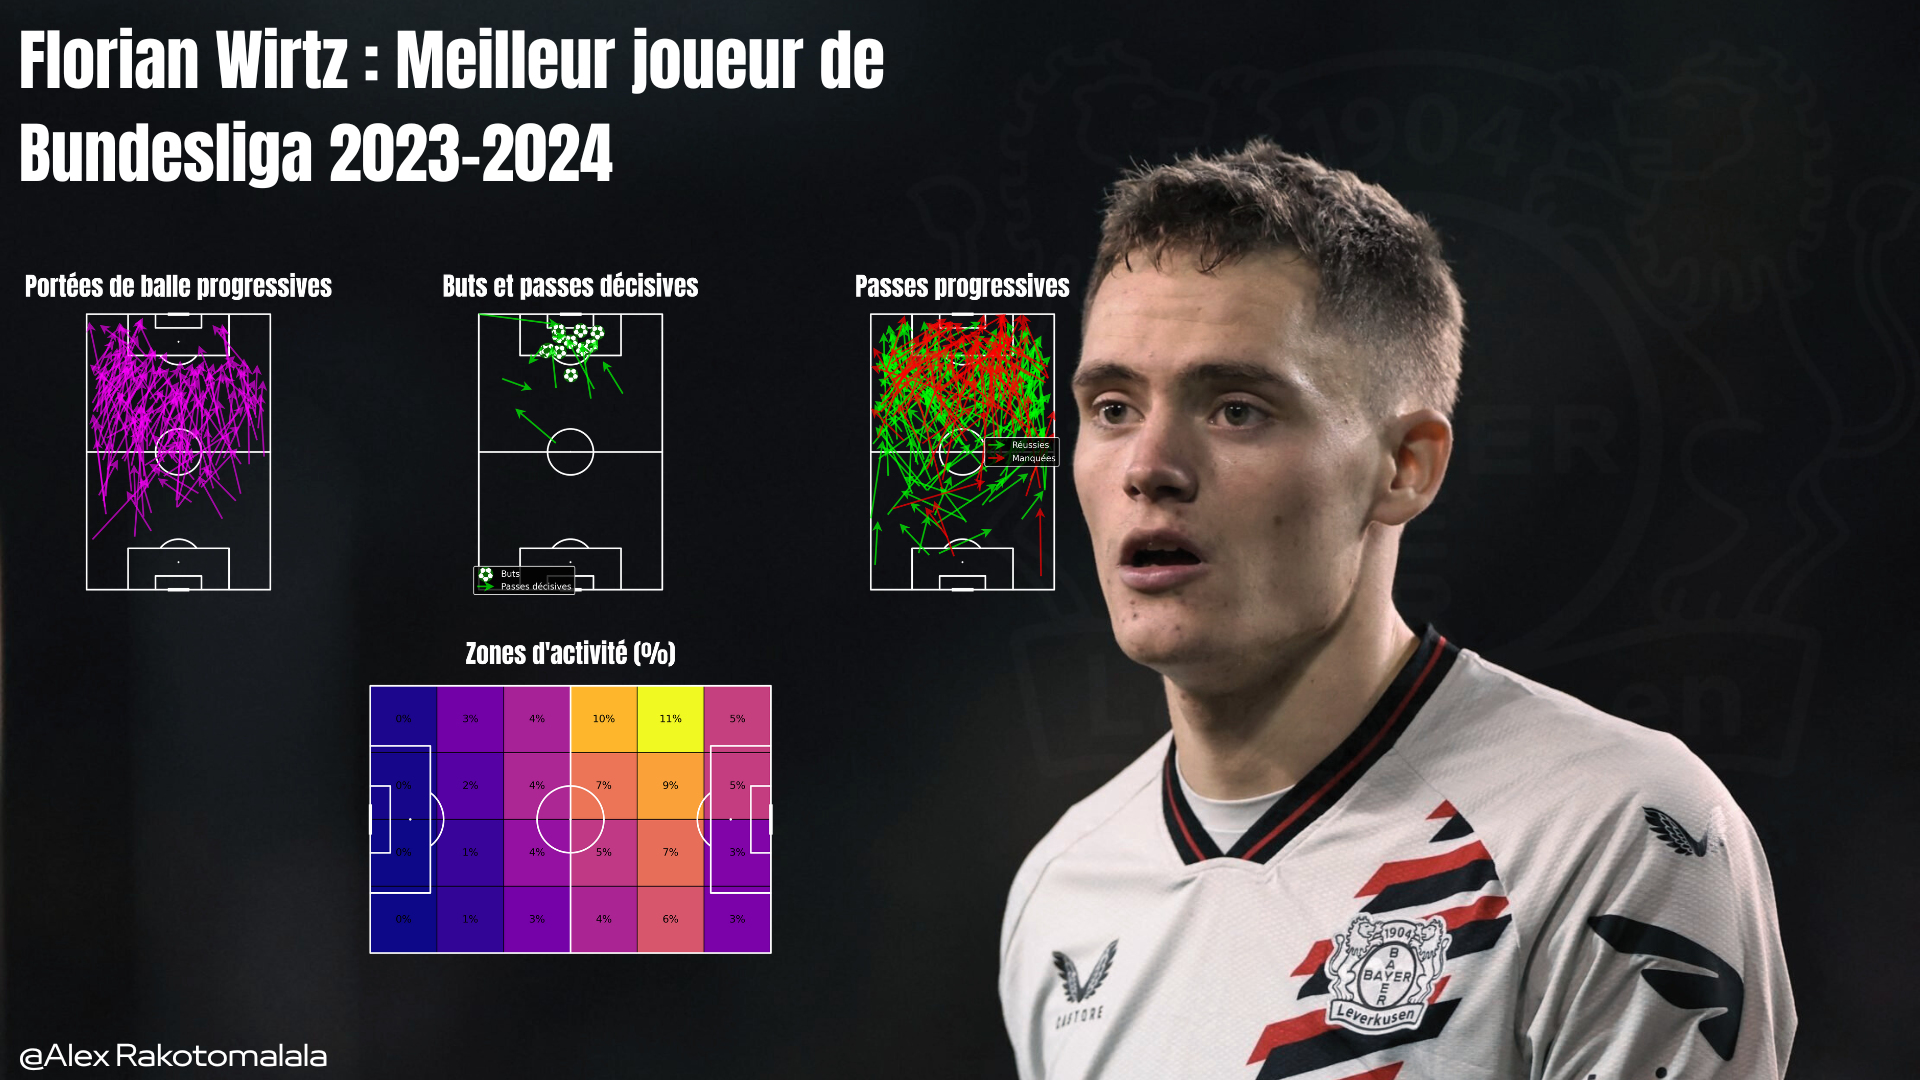 Florian Wirtz : Meilleur joueur de
Bundesliga 2023-2024
Portées de balle progressives
Buts et passes décisives
Passes progressives
Réussies
Manquées
Buts
Passes décisives
Zones d'activité (%)
0% 3% 4% 10% 11% 5%
0% 2% 4% 7% 9% 5%
0% 1% 4% 5% 7% 3%
0% 1% 3% 4% 6% 3%
@Alex Rakotomalala
CASTORE
1904
BAYER
BAYER
Leverkusen
1904